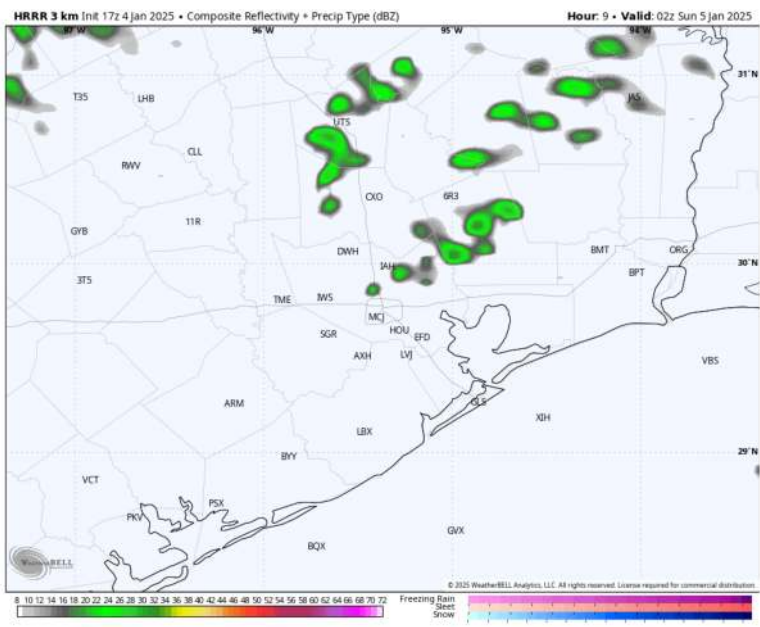 HRRR 3 km Init 17z 4 Jan 2025 • Composite Reflectivity + Precip Type (dBZ) Hour: 9 • Valid: 02z Sun 5 Jan 2025
97°W 96°W 95°W 94°W
31°N
T35 LHB JAS
UTS
CLL
RWV
CXO 6R3
11R
GYB
DWH BMT ORG
30°N
IAH
BPT
3T5
TME IWS
MCJ
SGR HOU EFD
AXH LVJ VBS
ARM GLS
XIH
LBX
29°N
BYY
VCT
PSX
PKV
GVX
BQX
WeatherBELL
© 2025 WeatherBELL Analytics, LLC. All rights reserved. License required for commercial distribution.
8 10 12 14 16 18 20 22 24 26 28 30 32 34 36 38 40 42 44 46 48 50 52 54 56 58 60 62 64 66 68 70 72
Freezing Rain
Sleet
Snow